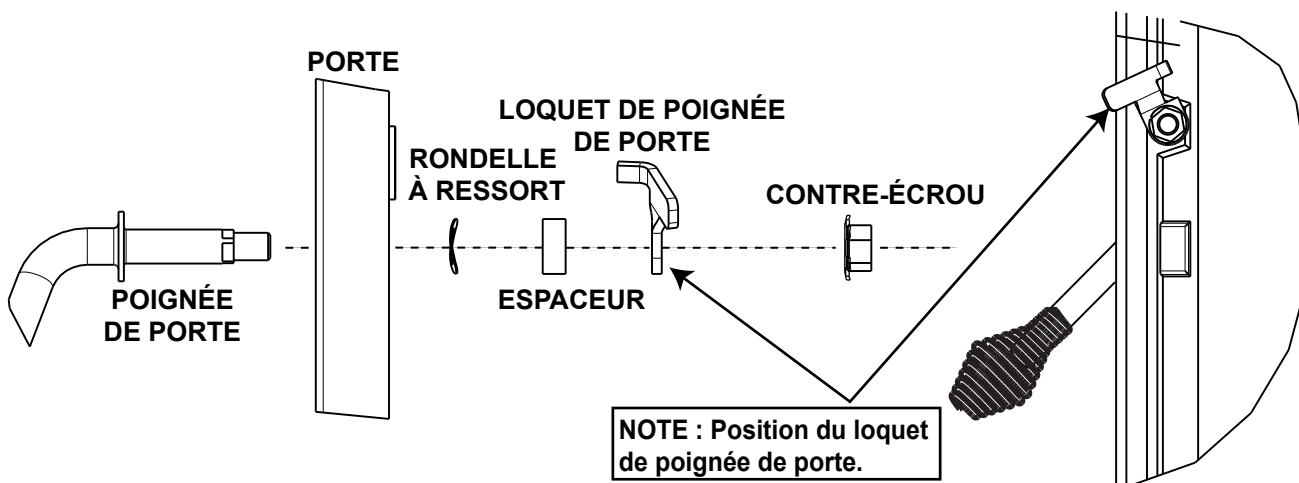 PORTE
LOQUET DE POIGNÉE
DE PORTE
RONDELLE
À RESSORT
CONTRE-ÉCROU
POIGNÉE
DE PORTE
ESPACEUR
NOTE : Position du loquet
de poignée de porte.